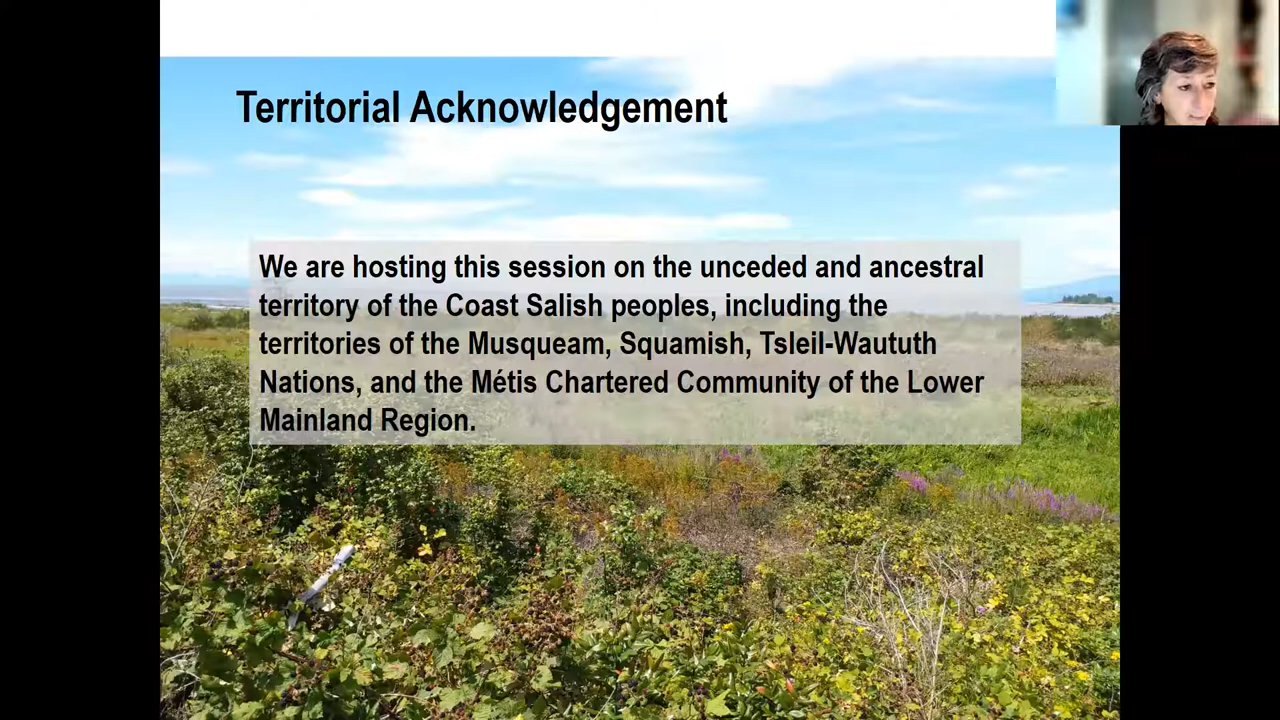 Territorial Acknowledgement
We are hosting this session on the unceded and ancestral
territory of the Coast Salish peoples, including the
territories of the Musqueam, Squamish, Tsleil-Waututh
Nations, and the Métis Chartered Community of the Lower
Mainland Region.